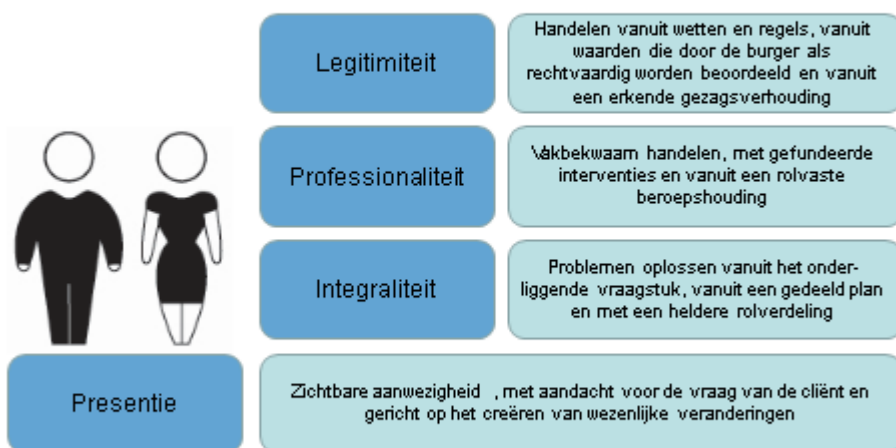 Legitimiteit
Handelen vanuit wetten en regels, vanuit
waarden die door de burger als
rechtvaardig worden beoordeeld en vanuit
een erkende gezagsverhouding
Professionaliteit
Vakbekwaam handelen, met gefundeerde
interventies en vanuit een rolvaste
beroepshouding
Integraliteit
Problemen oplossen vanuit het onder-
liggende vraagstuk, vanuit een gedeeld plan
en met een heldere rolverdeling
Presentie
Zichtbare aanwezigheid , met aandacht voor de vraag van de cliënt en
gericht op het creëren van wezenlijke veranderingen